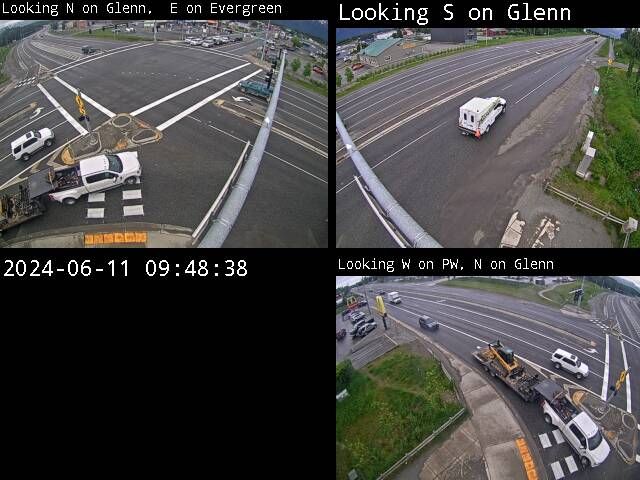 Looking N on Glenn, E on Evergreen
Looking S on Glenn
2024-06-11 09:48:38
Looking W on PW, N on Glenn